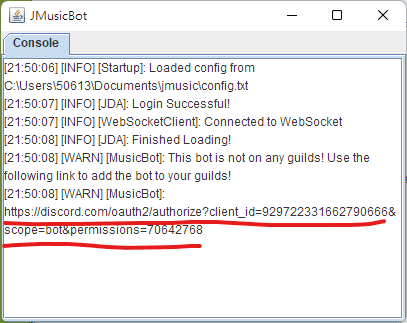 JMusicBot
Console
[21:50:06] [INFO] [Startup]: Loaded config from
C:\Users\50613\Documents\jmusic\config.txt
[21:50:07] [INFO] [JDA]: Login Successful!
[21:50:07] [INFO] [WebSocketClient]: Connected to WebSocket
[21:50:08] [INFO] [JDA]: Finished Loading!
[21:50:08] [WARN] [MusicBot]: This bot is not on any guilds! Use the
following link to add the bot to your guilds!
[21:50:08] [WARN] [MusicBot]:
https://discord.com/oauth2/authorize?client_id=929722331662790666&
scope=bot&permissions=70642768